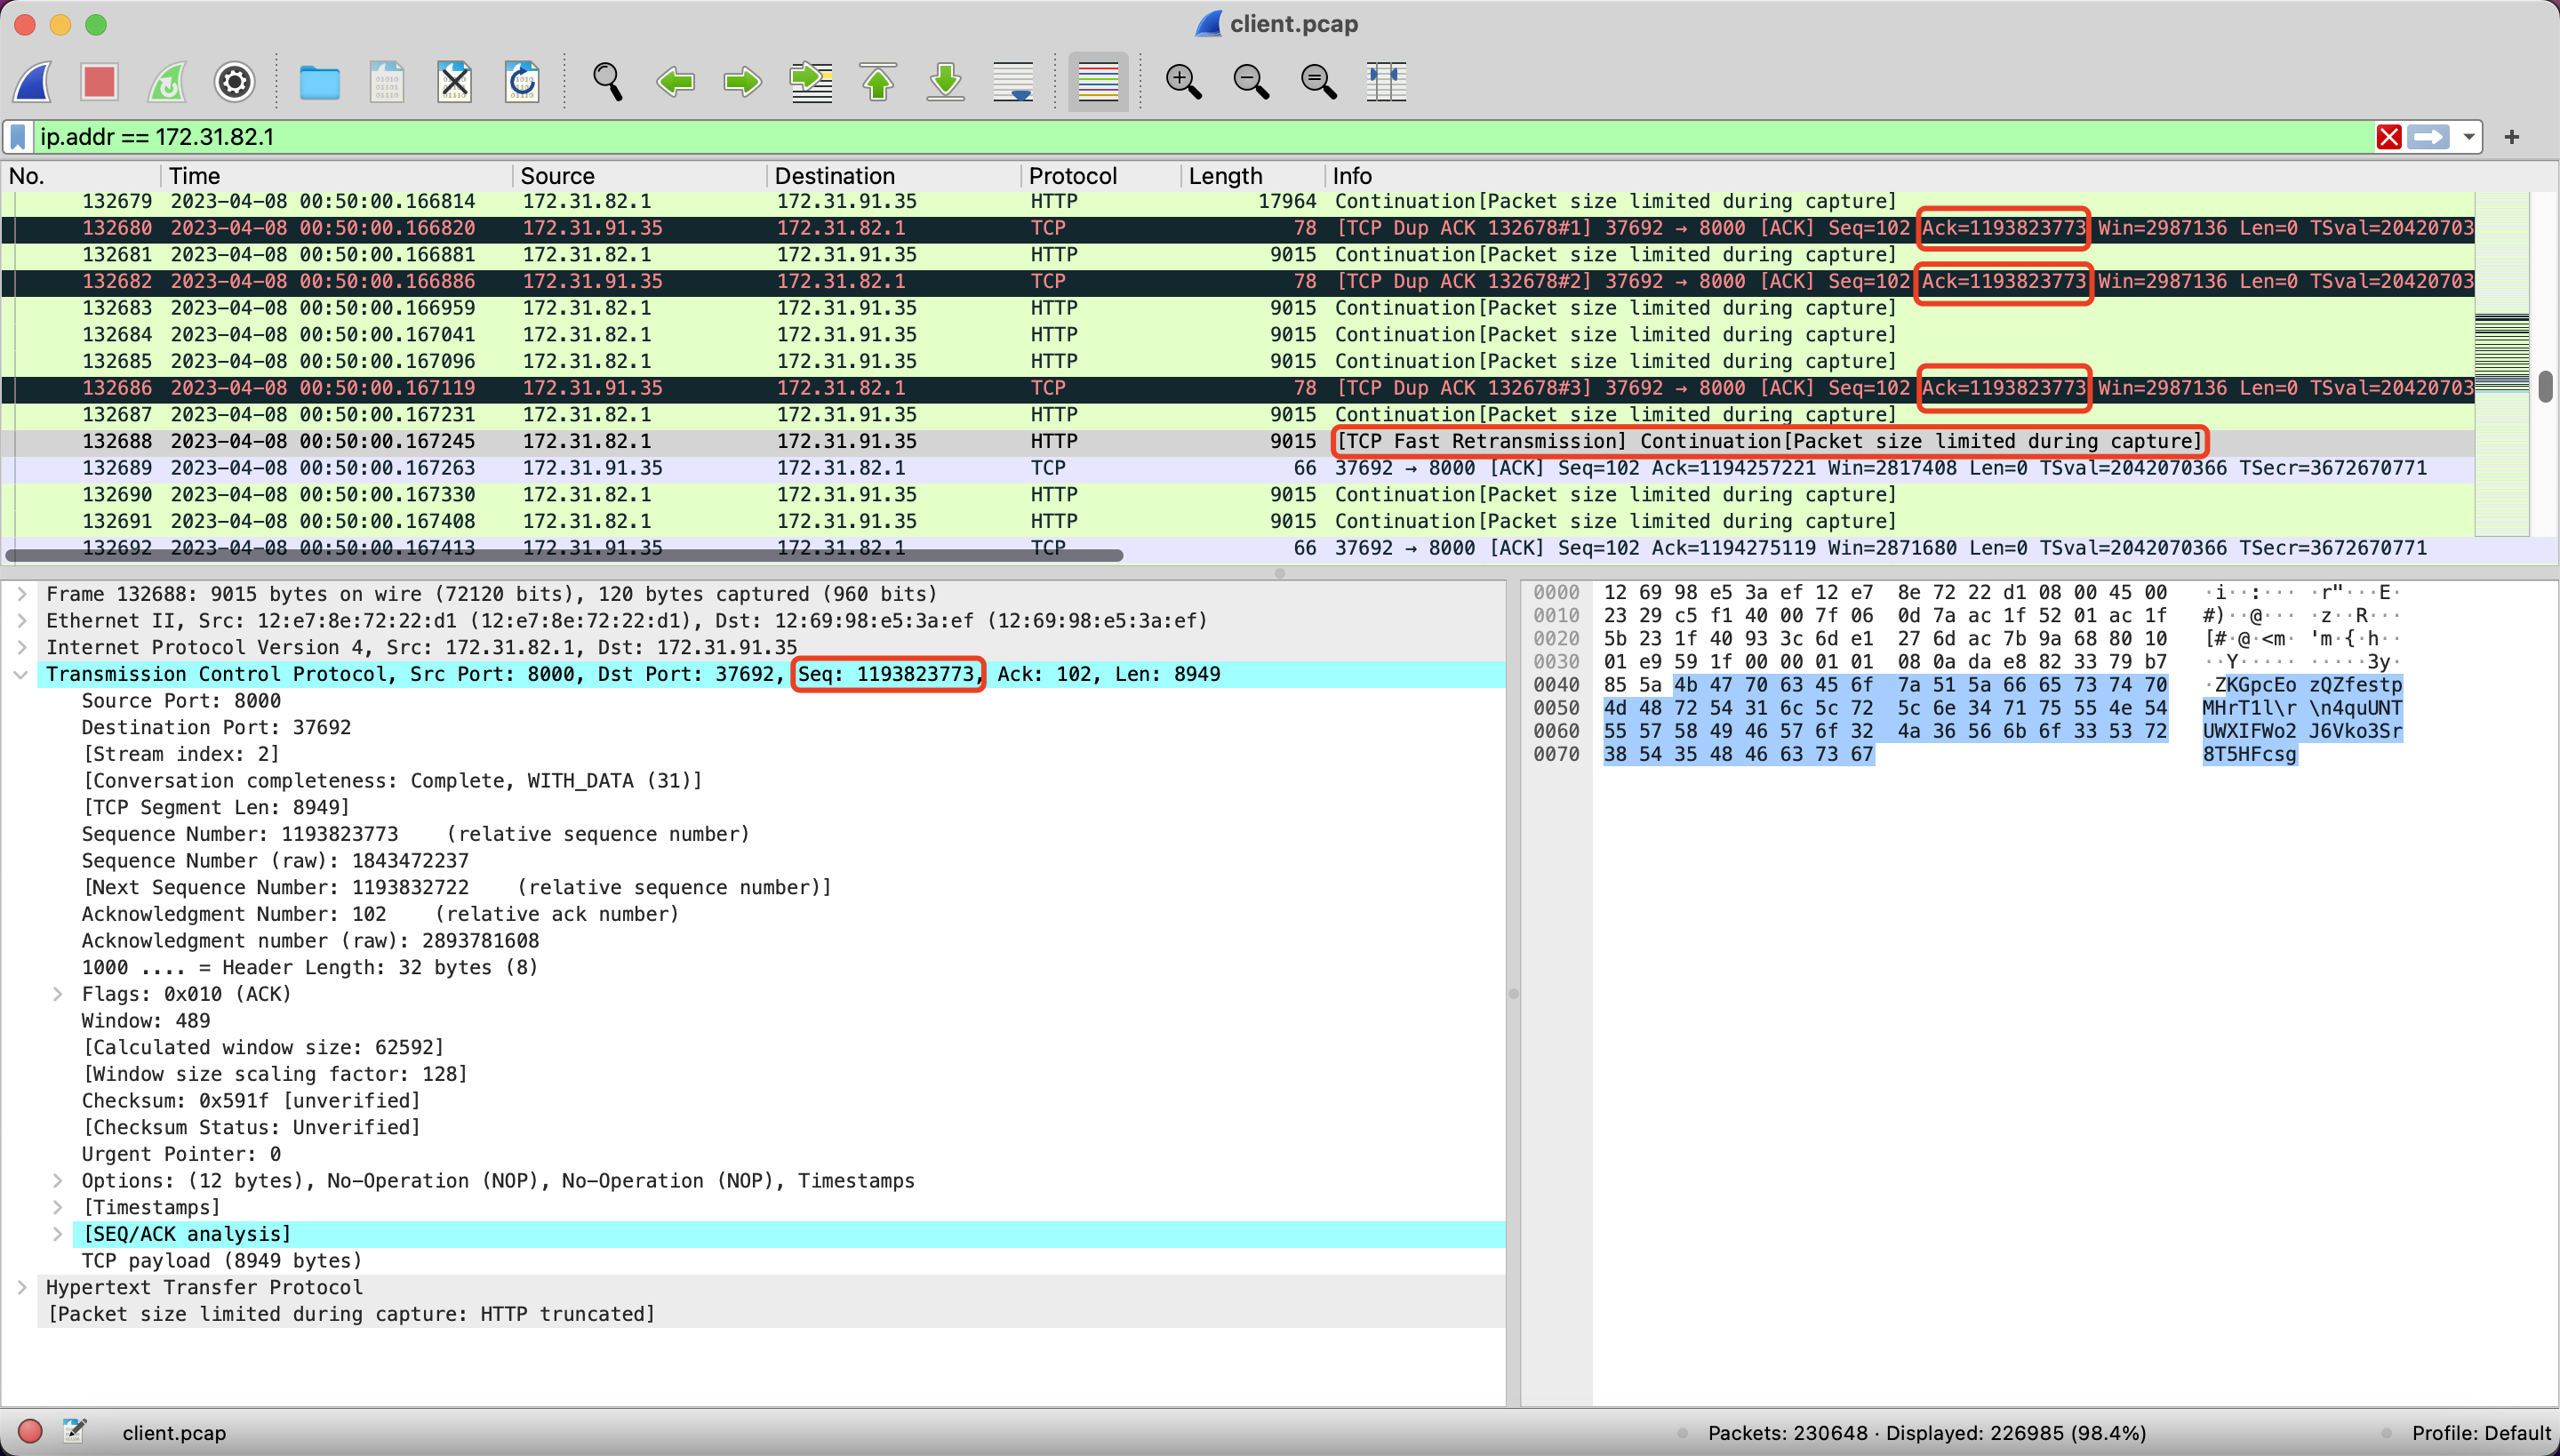 client.pcap
ip.addr == 172.31.82.1
No. Time Source Destination Protocol Length Info
132679 2023-04-08 00:50:00.166814 172.31.82.1 172.31.91.35 HTTP 17964 Continuation[Packet size limited during capture]
132680 2023-04-08 00:50:00.166820 172.31.91.35 172.31.82.1 TCP 78 [TCP Dup ACK 132678#1] 37692 → 8000 [ACK] Seq=102 Ack=1193823773 Win=2987136 Len=0 TSval=20420703
132681 2023-04-08 00:50:00.166881 172.31.82.1 172.31.91.35 HTTP 9015 Continuation[Packet size limited during capture]
132682 2023-04-08 00:50:00.166886 172.31.91.35 172.31.82.1 TCP 78 [TCP Dup ACK 132678#2] 37692 → 8000 [ACK] Seq=102 Ack=1193823773 Win=2987136 Len=0 TSval=20420703
132683 2023-04-08 00:50:00.166959 172.31.82.1 172.31.91.35 HTTP 9015 Continuation[Packet size limited during capture]
132684 2023-04-08 00:50:00.167041 172.31.82.1 172.31.91.35 HTTP 9015 Continuation[Packet size limited during capture]
132685 2023-04-08 00:50:00.167096 172.31.82.1 172.31.91.35 HTTP 9015 Continuation[Packet size limited during capture]
132686 2023-04-08 00:50:00.167119 172.31.91.35 172.31.82.1 TCP 78 [TCP Dup ACK 132678#3] 37692 → 8000 [ACK] Seq=102 Ack=1193823773 Win=2987136 Len=0 TSval=20420703
132687 2023-04-08 00:50:00.167231 172.31.82.1 172.31.91.35 HTTP 9015 Continuation[Packet size limited during capture]
132688 2023-04-08 00:50:00.167245 172.31.82.1 172.31.91.35 HTTP 9015 [TCP Fast Retransmission] Continuation[Packet size limited during capture]
132689 2023-04-08 00:50:00.167263 172.31.91.35 172.31.82.1 TCP 66 37692 → 8000 [ACK] Seq=102 Ack=1194257221 Win=2817408 Len=0 TSval=2042070366 TSecr=3672670771
132690 2023-04-08 00:50:00.167330 172.31.82.1 172.31.91.35 HTTP 9015 Continuation[Packet size limited during capture]
132691 2023-04-08 00:50:00.167408 172.31.82.1 172.31.91.35 HTTP 9015 Continuation[Packet size limited during capture]
132692 2023-04-08 00:50:00.167413 172.31.91.35 172.31.82.1 TCP 66 37692 → 8000 [ACK] Seq=102 Ack=1194275119 Win=2871680 Len=0 TSval=2042070366 TSecr=3672670771
Frame 132688: 9015 bytes on wire (72120 bits), 120 bytes captured (960 bits)
Ethernet II, Src: 12:e7:8e:72:22:d1 (12:e7:8e:72:22:d1), Dst: 12:69:98:e5:3a:ef (12:69:98:e5:3a:ef)
Internet Protocol Version 4, Src: 172.31.82.1, Dst: 172.31.91.35
Transmission Control Protocol, Src Port: 8000, Dst Port: 37692, Seq: 1193823773, Ack: 102, Len: 8949
Source Port: 8000
Destination Port: 37692
[Stream index: 2]
[Conversation completeness: Complete, WITH_DATA (31)]
[TCP Segment Len: 8949]
Sequence Number: 1193823773 (relative sequence number)
Sequence Number (raw): 1843472237
[Next Sequence Number: 1193832722 (relative sequence number)]
Acknowledgment Number: 102 (relative ack number)
Acknowledgment number (raw): 2893781608
1000 .... = Header Length: 32 bytes (8)
Flags: 0x010 (ACK)
Window: 489
[Calculated window size: 62592]
[Window size scaling factor: 128]
Checksum: 0x591f [unverified]
[Checksum Status: Unverified]
Urgent Pointer: 0
Options: (12 bytes), No-Operation (NOP), No-Operation (NOP), Timestamps
[Timestamps]
[SEQ/ACK analysis]
TCP payload (8949 bytes)
Hypertext Transfer Protocol
[Packet size limited during capture: HTTP truncated]
0000 12 69 98 e5 3a ef 12 e7 8e 72 22 d1 08 00 45 00 ·i··:··· ·r"···E·
0010 23 29 c5 f1 40 00 7f 06 0d 7a ac 1f 52 01 ac 1f #)··@··· ·z··R···
0020 5b 23 1f 40 93 3c 6d e1 27 6d ac 7b 9a 68 80 10 [#·@·<m· 'm·{·h··
0030 01 e9 59 1f 00 00 01 01 08 0a da e8 82 33 79 b7 ··Y····· ·····3y·
0040 85 5a 4b 47 70 63 45 6f 7a 51 5a 66 65 73 74 70 ·ZKGpcEo zQZfestp
0050 4d 48 72 54 31 6c 5c 72 5c 6e 34 71 75 55 4e 54 MHrT1l\r \n4quUNT
0060 55 57 58 49 46 57 6f 32 4a 36 56 6b 6f 33 53 72 UWXIFWo2 J6Vko3Sr
0070 38 54 35 48 46 63 73 67 8T5HFcsg
client.pcap
Packets: 230648 · Displayed: 226985 (98.4%)
Profile: Default